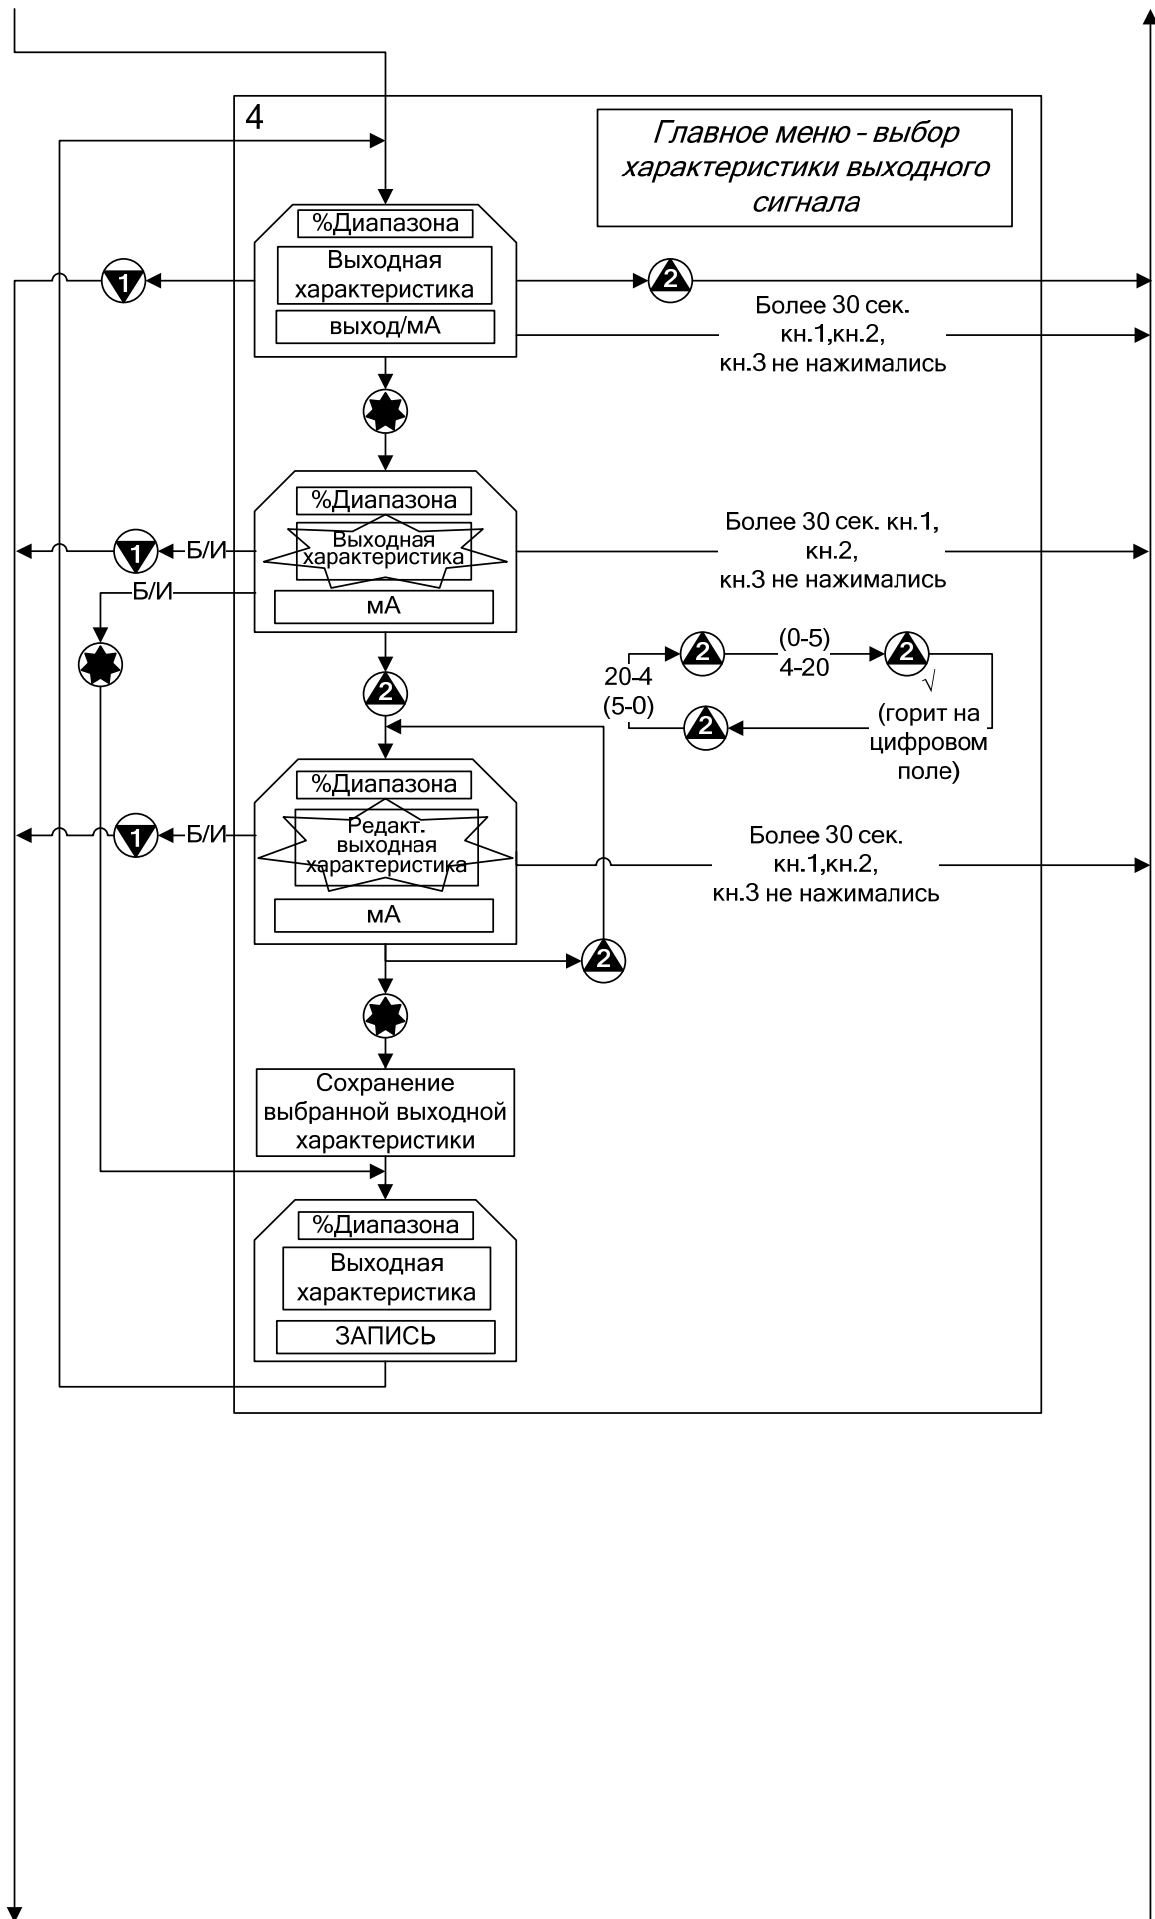 4
Главное меню - выбор
характеристики выходного
сигнала
%Диапазона
Выходная
характеристика
выход/мА
1
2
Более 30 сек.
кн.1,кн.2,
кн.3 не нажимались
%Диапазона
Выходная
характеристика
мА
1
Б/И
Б/И
Более 30 сек. кн.1,
кн.2,
кн.3 не нажимались
2
20-4
(5-0)
2
(0-5)
4-20
2
√
(горит на
цифровом
поле)
2
%Диапазона
Редакт.
выходная
характеристика
мА
1
Б/И
Более 30 сек.
кн.1,кн.2,
кн.3 не нажимались
2
Сохранение
выбранной выходной
характеристики
%Диапазона
Выходная
характеристика
ЗАПИСЬ